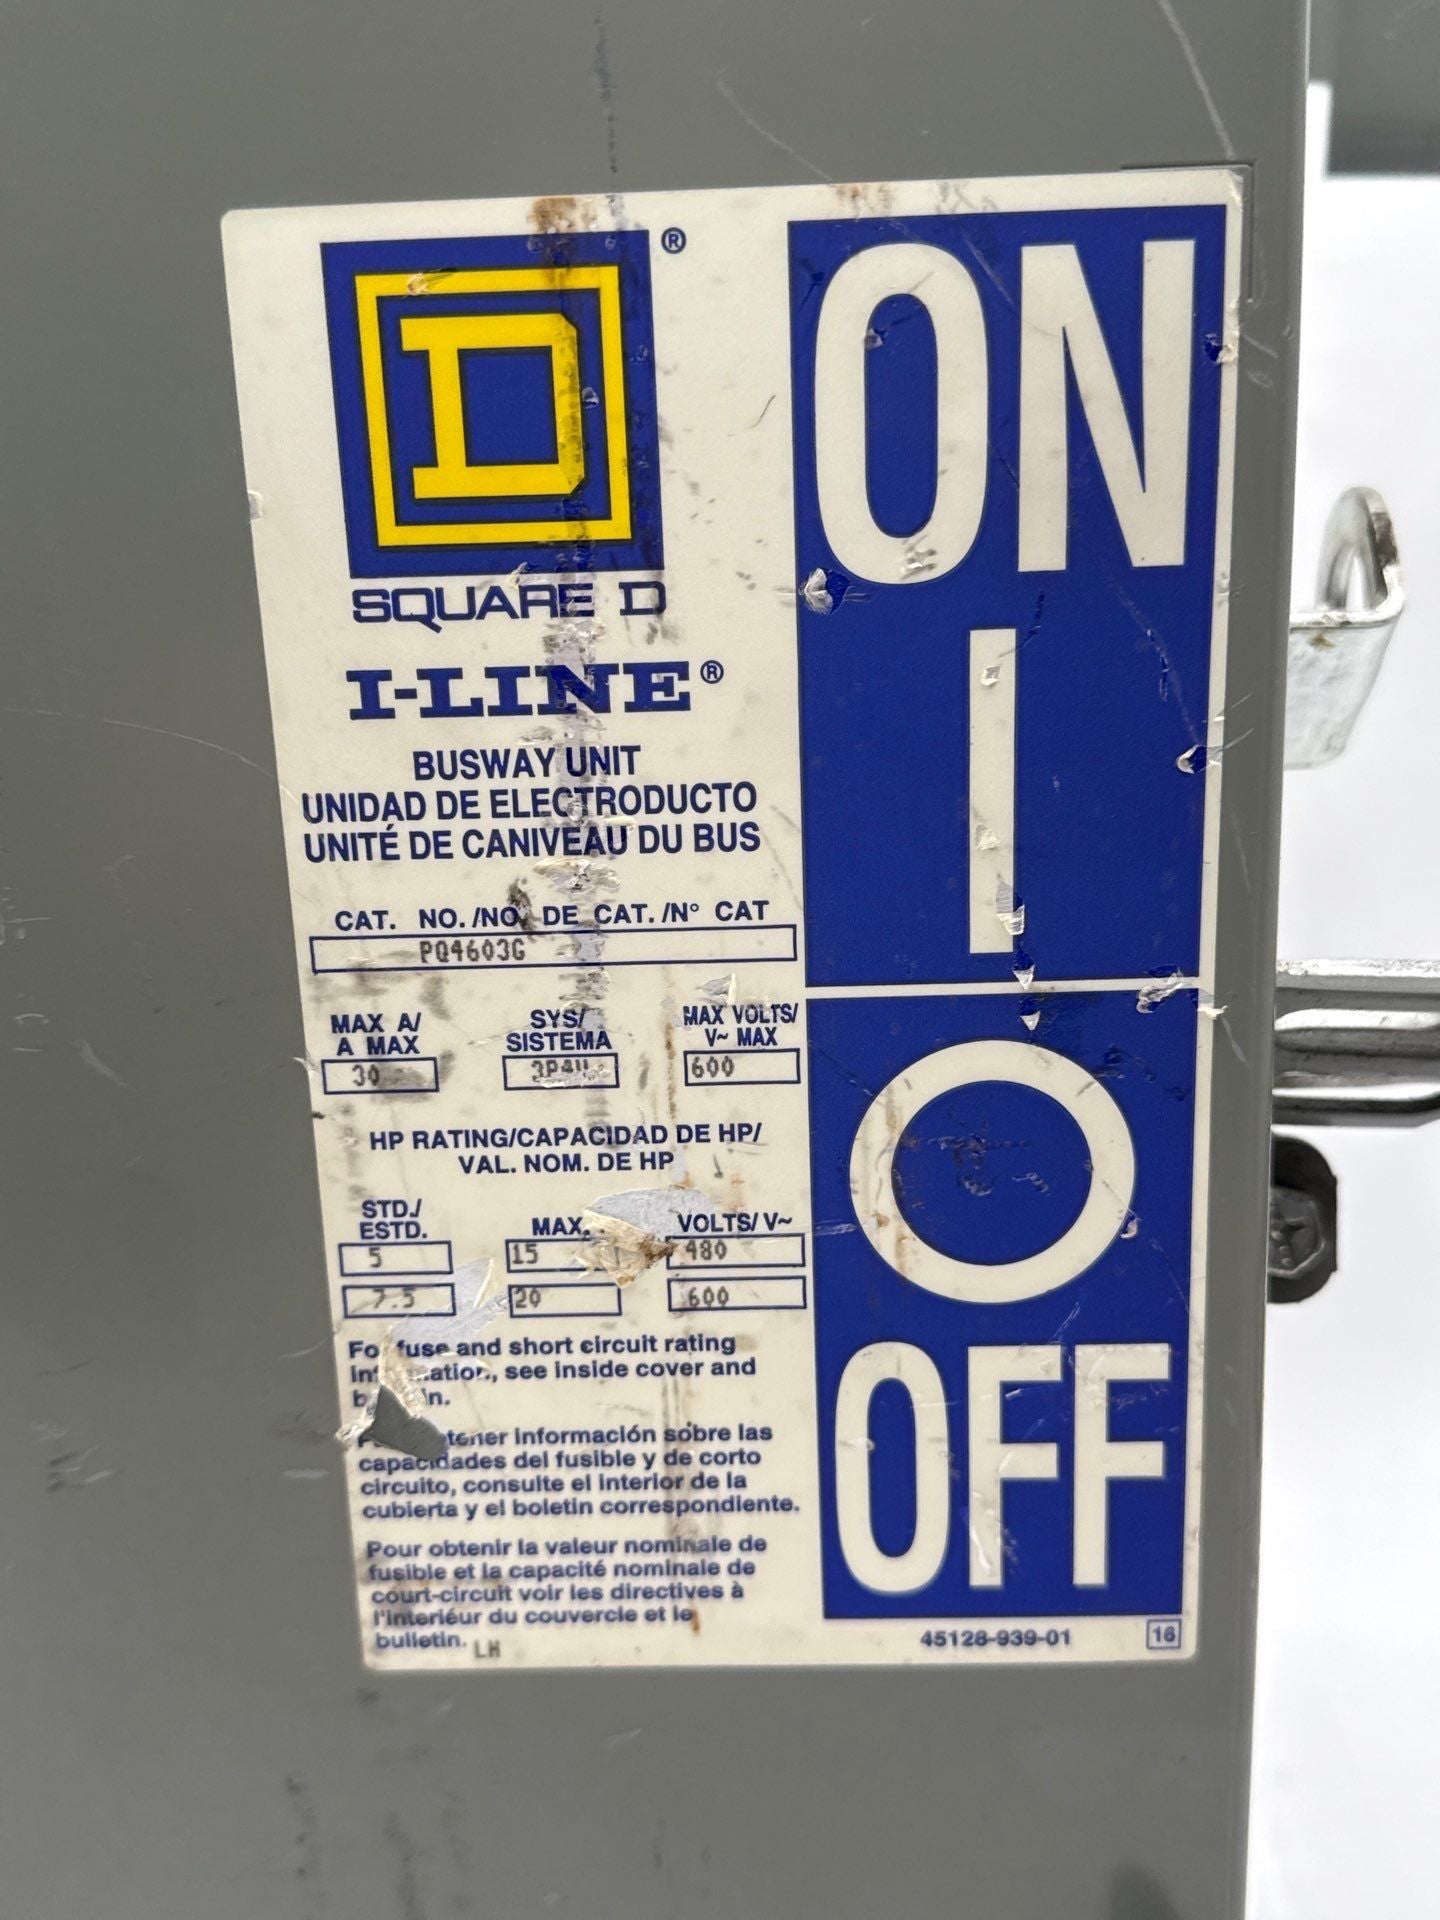 D
®
SQUARE D
I-LINE®
BUSWAY UNIT
UNIDAD DE ELECTRODUCTO
UNITÉ DE CANIVEAU DU BUS
CAT. NO./NO. DE CAT./N° CAT
PQ4603G
MAX A/
A MAX
30
SYS/
SISTEMA
3P4W
MAX VOLTS/
V~ MAX
600
HP RATING/CAPACIDAD DE HP/
VAL. NOM. DE HP
STD./
ESTD.
MAX.
VOLTS/V~
5 15 480
7.5 20 600
For fuse and short circuit rating
see inside cover and
información sobre las
capacidades del fusible y de corto
circuito, consulte el interior de la
cubierta y el boletin correspondiente.
Pour obtenir la valeur nominale de
fusible et la capacité nominale de
court-circuit voir les directives à
l'interiéur du couvercle et le
bulletin. LH
ON
I
O
OFF
45128-939-01 16